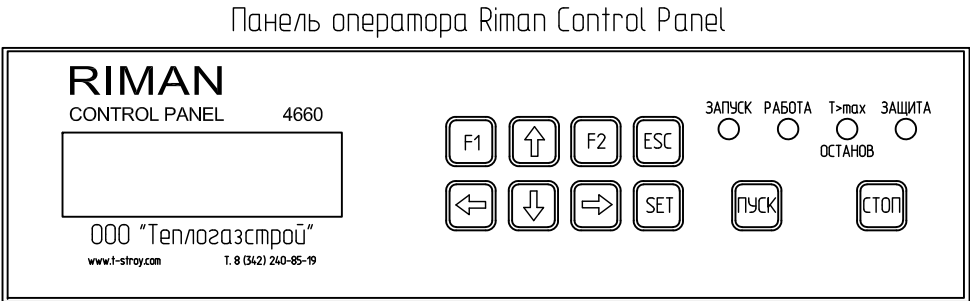 Панель оператора Riman Control Panel
RIMAN
CONTROL PANEL 4660
ООО "Теплогазстрой"
www.t-stroy.com Т. 8 (342) 240-85-19
F1 F2 ESC
SET
ЗАПУСК РАБОТА T>max ЗАЩИТА
ОСТАНОВ
ПУСК СТОП